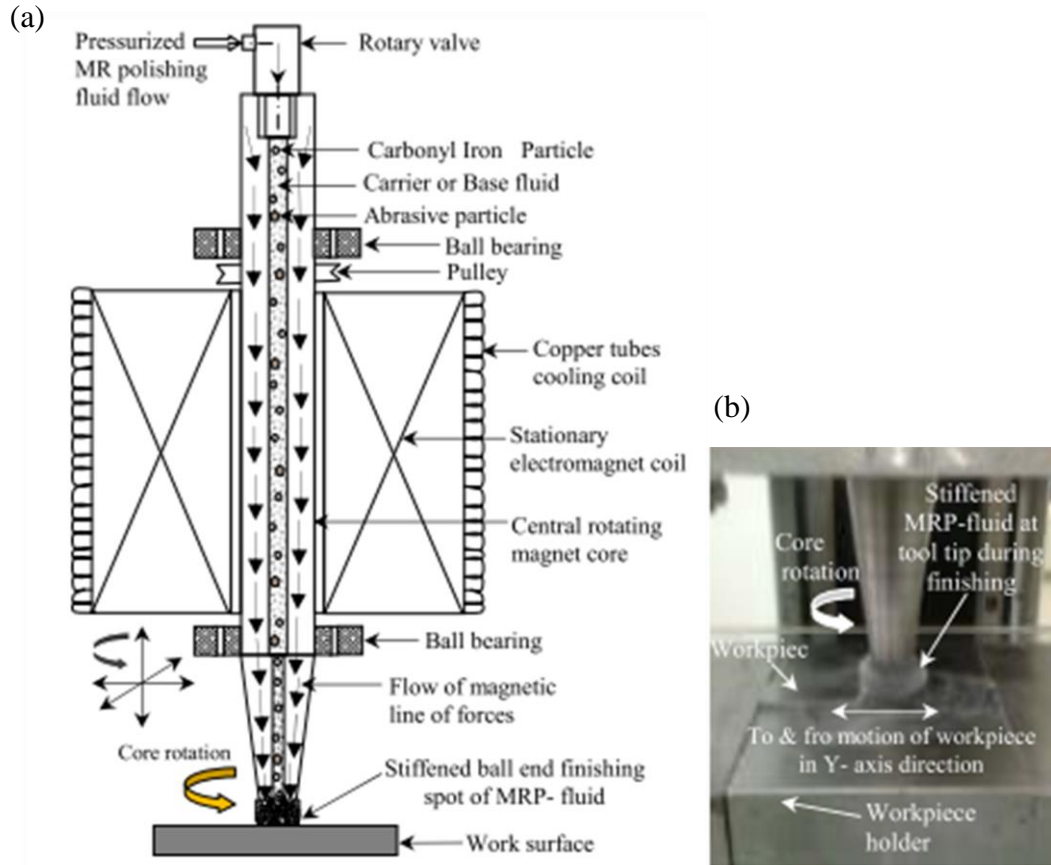 (a)
Pressurized
MR polishing
fluid flow
Rotary valve
Carbonyl Iron Particle
Carrier or Base fluid
Abrasive particle
Ball bearing
Pulley
Copper tubes
cooling coil
Stationary
electromagnet coil
Central rotating
magnet core
Ball bearing
Flow of magnetic
line of forces
Core rotation
Stiffened ball end finishing
spot of MRP- fluid
Work surface
(b)
Stiffened
MRP-fluid at
tool tip during
finishing
Core
rotation
Workpiec
To & fro motion of workpiece
in Y- axis direction
Workpiece
holder